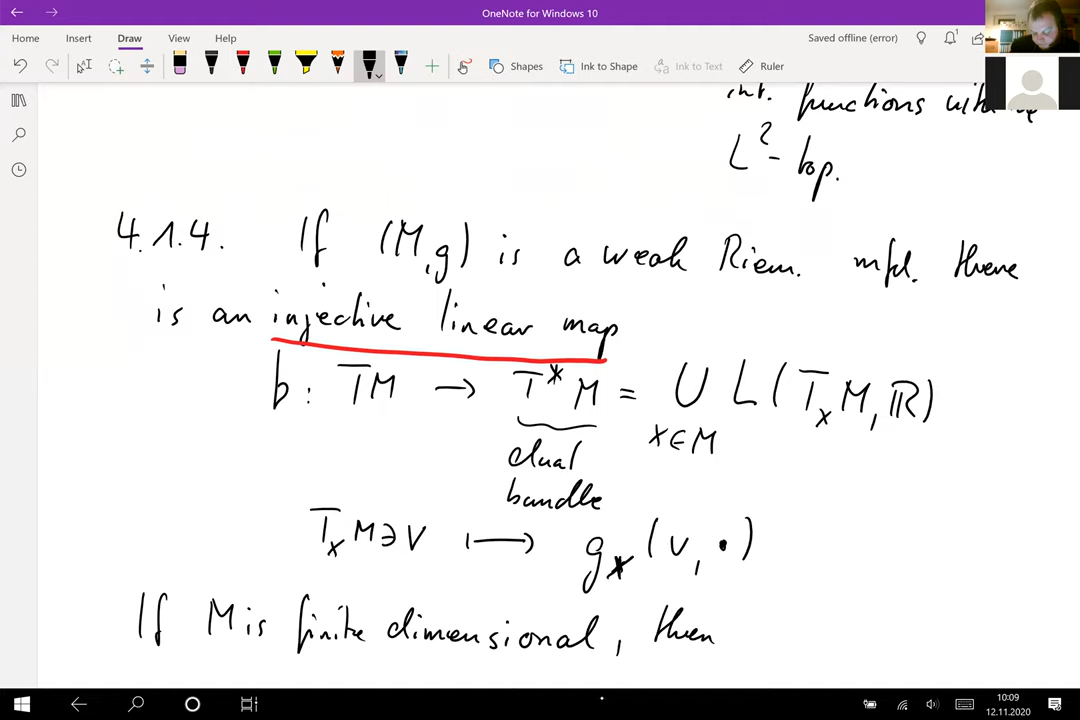 OneNote for Windows 10
Home Insert Draw View Help Saved offline (error)
Shapes Ink to Shape Ink to Text Ruler
int. functions with
L²- top.
4.1.4. If (M,g) is a weak Riem. mfd. there
is an injective linear map
b: TM → T*M = ∪ L(TₓM, ℝ)
x∈M
dual
bundle
TₓM∋V ⟼ gₓ(v, •)
If M is finite dimensional, then
10:09
12.11.2020